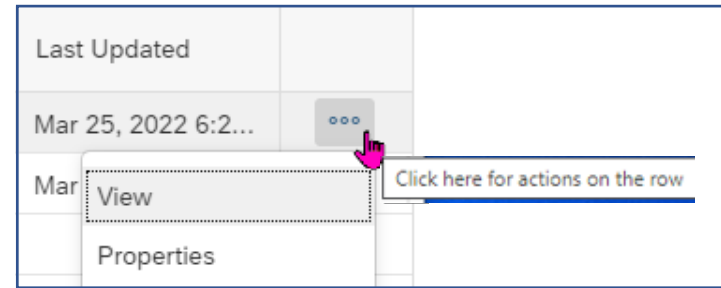 Last Updated
Mar 25, 2022 6:2...
Click here for actions on the row
Mar
View
Properties